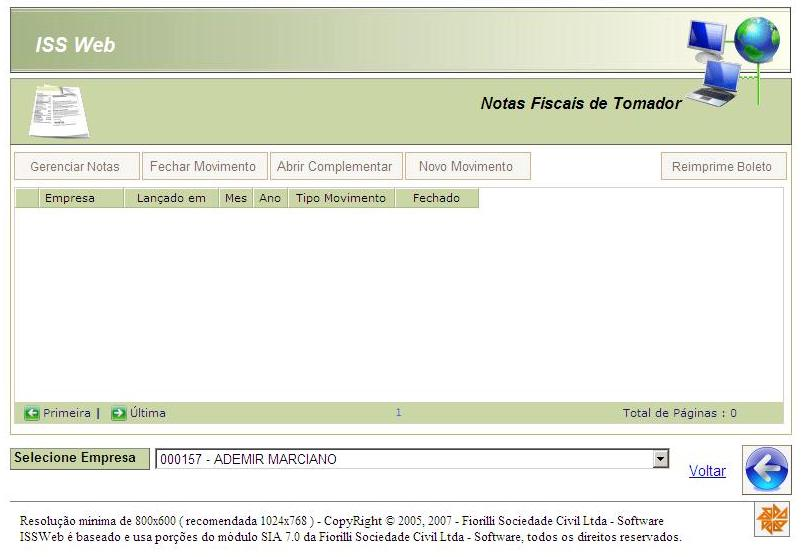 ISS Web
Notas Fiscais de Tomador
Gerenciar Notas Fechar Movimento Abrir Complementar Novo Movimento Reimprime Boleto
Empresa Lançado em Mes Ano Tipo Movimento Fechado
Primeira | Última 1 Total de Páginas : 0
Selecione Empresa 000157 - ADEMIR MARCIANO
Voltar
Resolução minima de 800x600 ( recomendada 1024x768 ) - CopyRight © 2005, 2007 - Fiorilli Sociedade Civil Ltda - Software
ISSWeb é baseado e usa porções do módulo SIA 7.0 da Fiorilli Sociedade Civil Ltda - Software, todos os direitos reservados.